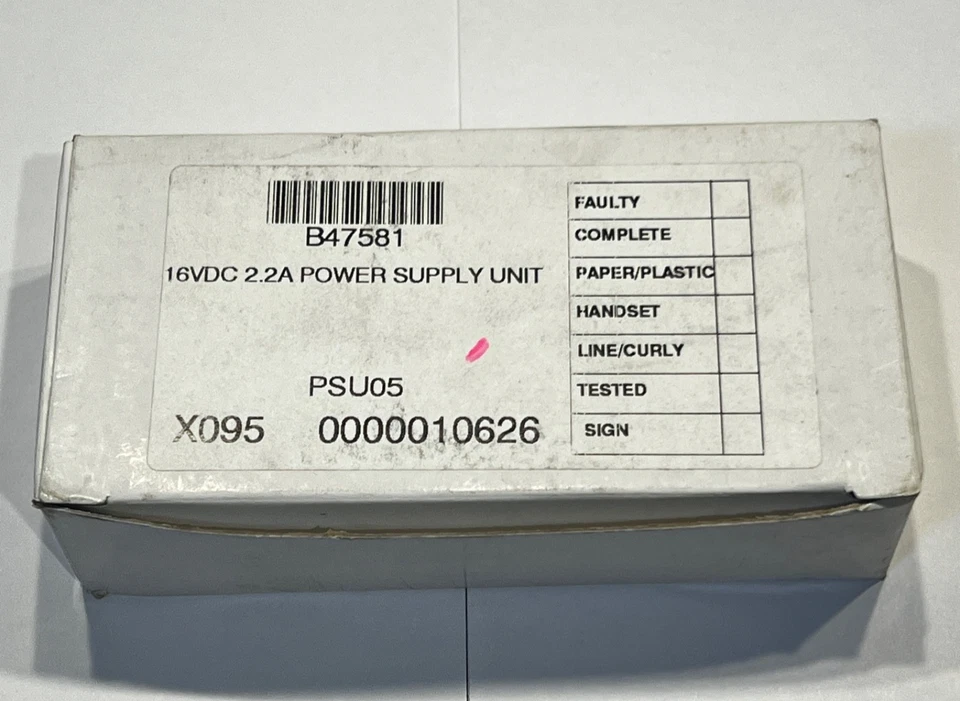 B47581
16VDC 2.2A POWER SUPPLY UNIT
PSU05
X095 0000010626
FAULTY
COMPLETE
PAPER/PLASTIC
HANDSET
LINE/CURLY
TESTED
SIGN